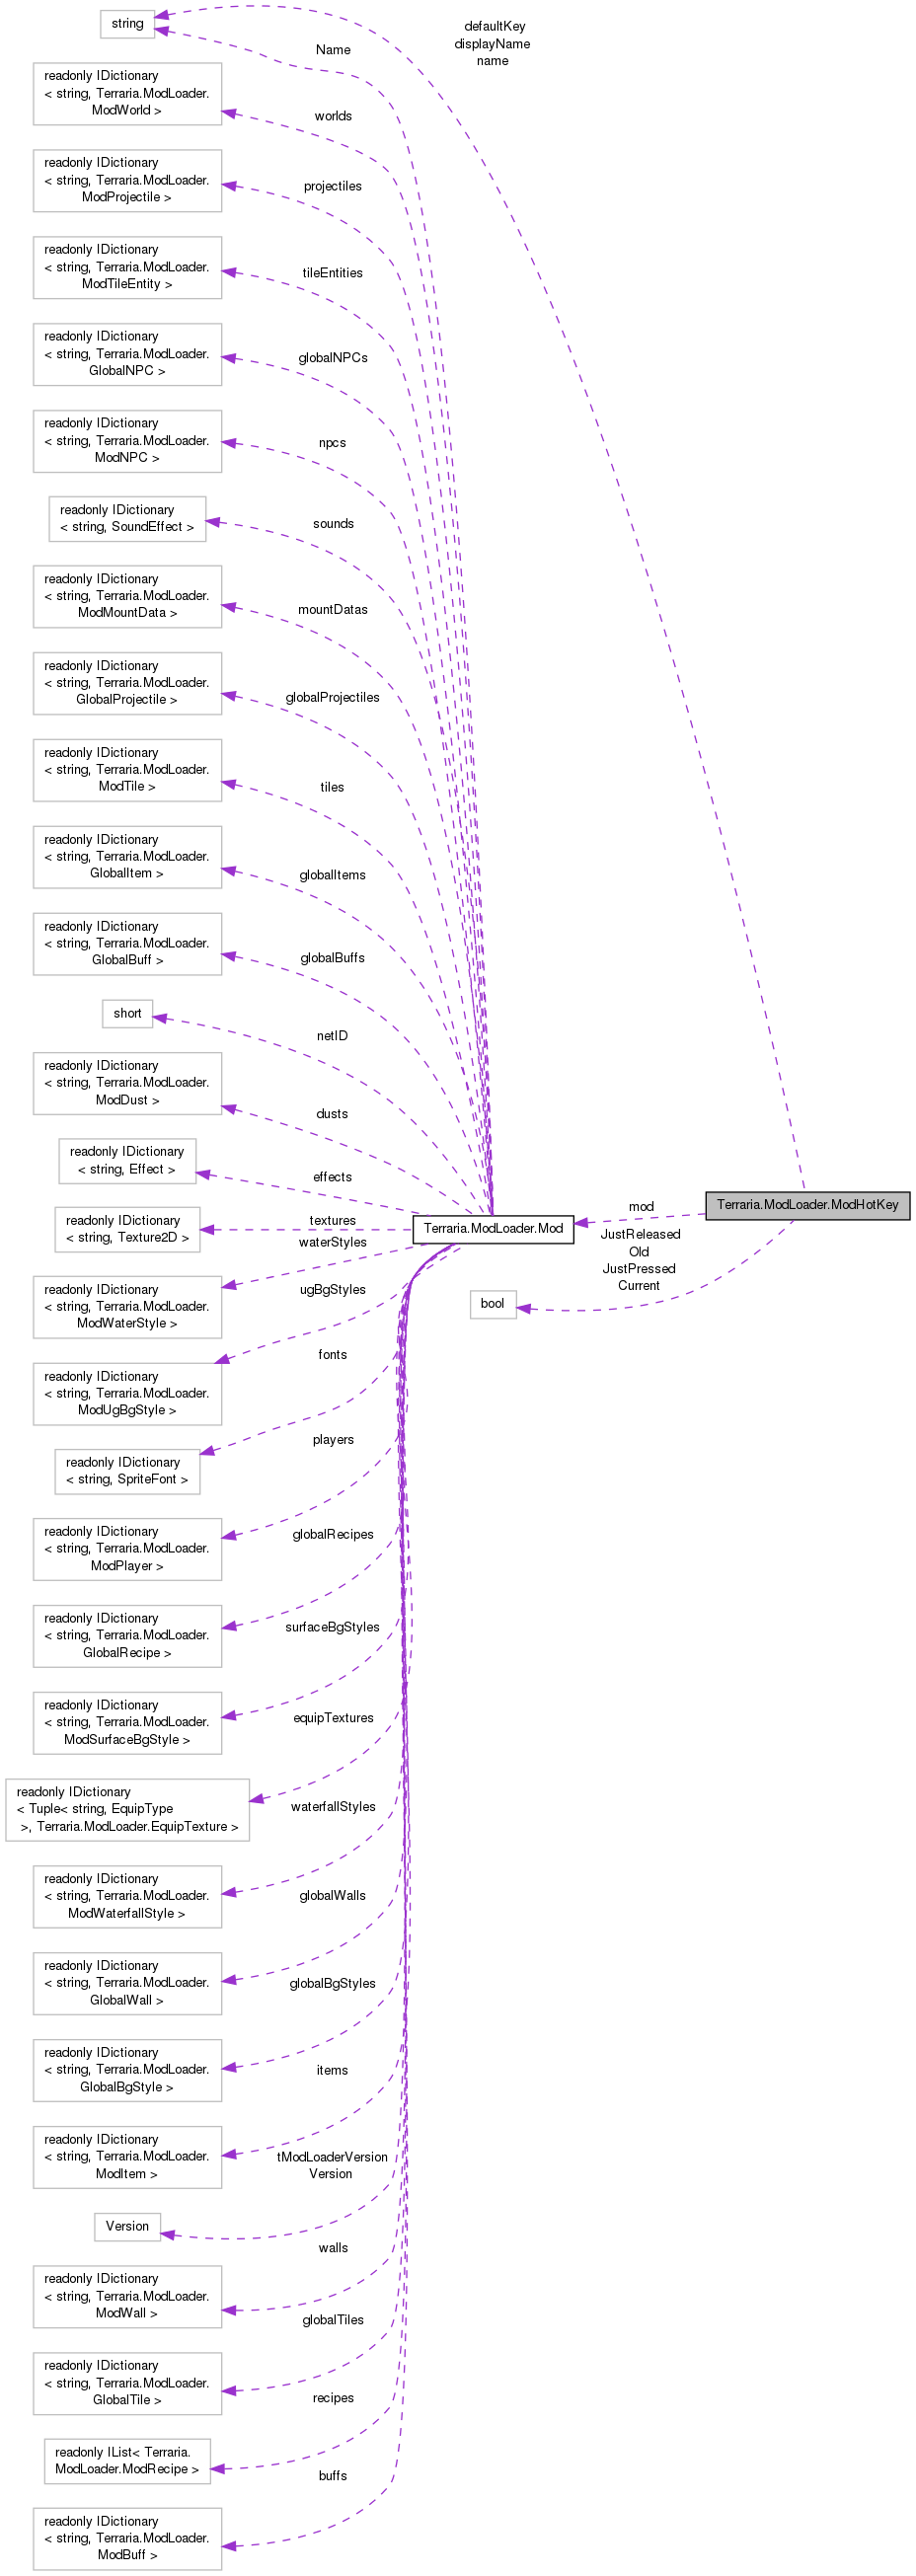 string
defaultKey
displayName
name
Name
readonly IDictionary
< string, Terraria.ModLoader.
ModWorld >
worlds
readonly IDictionary
< string, Terraria.ModLoader.
ModProjectile >
projectiles
readonly IDictionary
< string, Terraria.ModLoader.
ModTileEntity >
tileEntities
readonly IDictionary
< string, Terraria.ModLoader.
GlobalNPC >
globalNPCs
readonly IDictionary
< string, Terraria.ModLoader.
ModNPC >
npcs
readonly IDictionary
< string, SoundEffect >
sounds
readonly IDictionary
< string, Terraria.ModLoader.
ModMountData >
mountDatas
readonly IDictionary
< string, Terraria.ModLoader.
GlobalProjectile >
globalProjectiles
readonly IDictionary
< string, Terraria.ModLoader.
ModTile >
tiles
readonly IDictionary
< string, Terraria.ModLoader.
GlobalItem >
globalItems
readonly IDictionary
< string, Terraria.ModLoader.
GlobalBuff >
globalBuffs
short
netID
readonly IDictionary
< string, Terraria.ModLoader.
ModDust >
dusts
readonly IDictionary
< string, Effect >
effects
readonly IDictionary
< string, Texture2D >
textures
Terraria.ModLoader.Mod
mod
Terraria.ModLoader.ModHotKey
JustReleased
Old
JustPressed
Current
bool
waterStyles
readonly IDictionary
< string, Terraria.ModLoader.
ModWaterStyle >
ugBgStyles
readonly IDictionary
< string, Terraria.ModLoader.
ModUgBgStyle >
fonts
readonly IDictionary
< string, SpriteFont >
players
readonly IDictionary
< string, Terraria.ModLoader.
ModPlayer >
globalRecipes
readonly IDictionary
< string, Terraria.ModLoader.
GlobalRecipe >
surfaceBgStyles
readonly IDictionary
< string, Terraria.ModLoader.
ModSurfaceBgStyle >
equipTextures
readonly IDictionary
< Tuple< string, EquipType
>, Terraria.ModLoader.EquipTexture >
waterfallStyles
readonly IDictionary
< string, Terraria.ModLoader.
ModWaterfallStyle >
globalWalls
readonly IDictionary
< string, Terraria.ModLoader.
GlobalWall >
globalBgStyles
readonly IDictionary
< string, Terraria.ModLoader.
GlobalBgStyle >
items
readonly IDictionary
< string, Terraria.ModLoader.
ModItem >
tModLoaderVersion
Version
Version
walls
readonly IDictionary
< string, Terraria.ModLoader.
ModWall >
globalTiles
readonly IDictionary
< string, Terraria.ModLoader.
GlobalTile >
recipes
readonly IList< Terraria.
ModLoader.ModRecipe >
buffs
readonly IDictionary
< string, Terraria.ModLoader.
ModBuff >